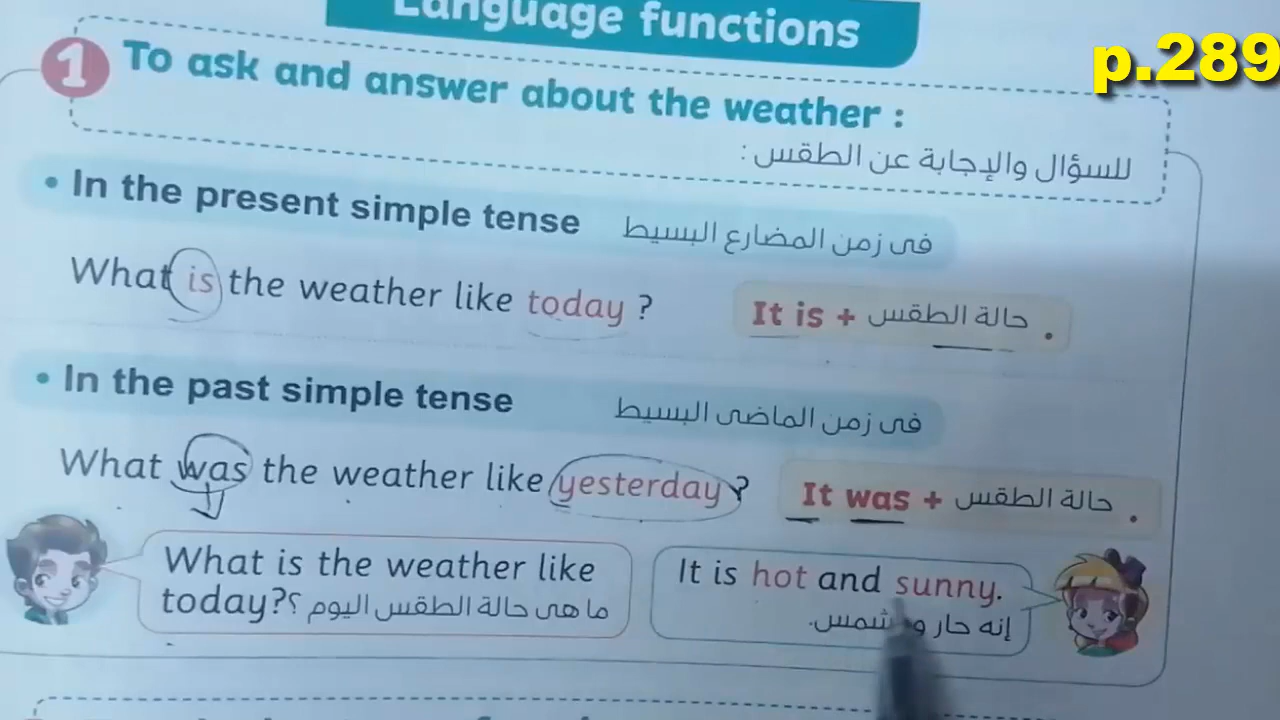 Language functions
p.289
1 To ask and answer about the weather :
للسؤال والإجابة عن الطقس :
• In the present simple tense فى زمن المضارع البسيط
What is the weather like today ? It is + حالة الطقس .
• In the past simple tense فى زمن الماضى البسيط
What was the weather like yesterday ? It was + حالة الطقس .
What is the weather like
today? ما هى حالة الطقس اليوم؟
It is hot and sunny.
إنه حار